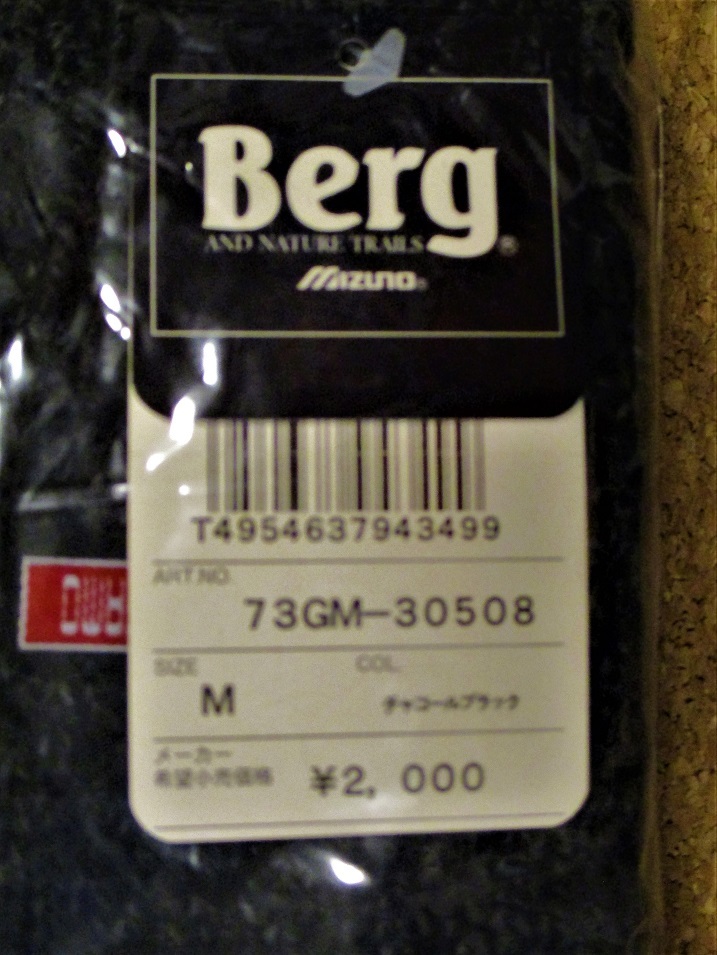 Berg®
AND NATURE TRAILS
MIZUNO®
T4954637943499
ART.NO.
73GM−30508
SIZE
COL.
M
チャコールブラック
メーカー
希望小売価格
¥2, 000